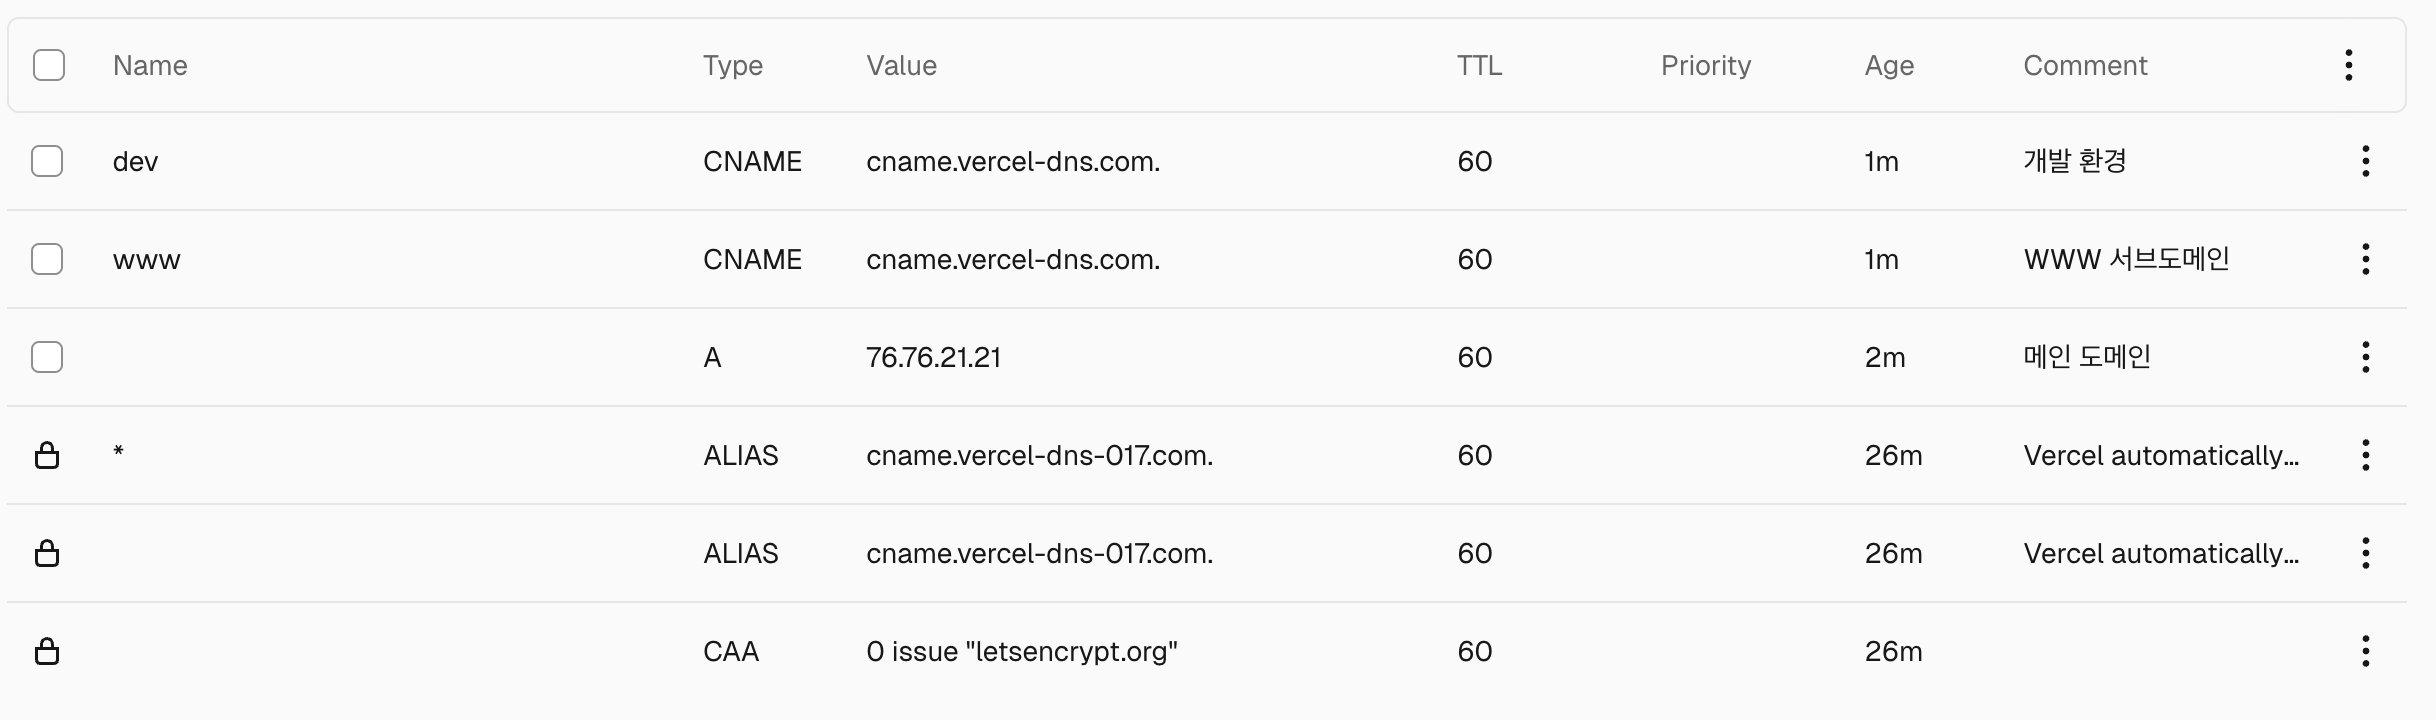 Name Type Value TTL Priority Age Comment
dev CNAME cname.vercel-dns.com. 60 1m 개발 환경
www CNAME cname.vercel-dns.com. 60 1m WWW 서브도메인
A 76.76.21.21 60 2m 메인 도메인
* ALIAS cname.vercel-dns-017.com. 60 26m Vercel automatically...
ALIAS cname.vercel-dns-017.com. 60 26m Vercel automatically...
CAA 0 issue "letsencrypt.org" 60 26m